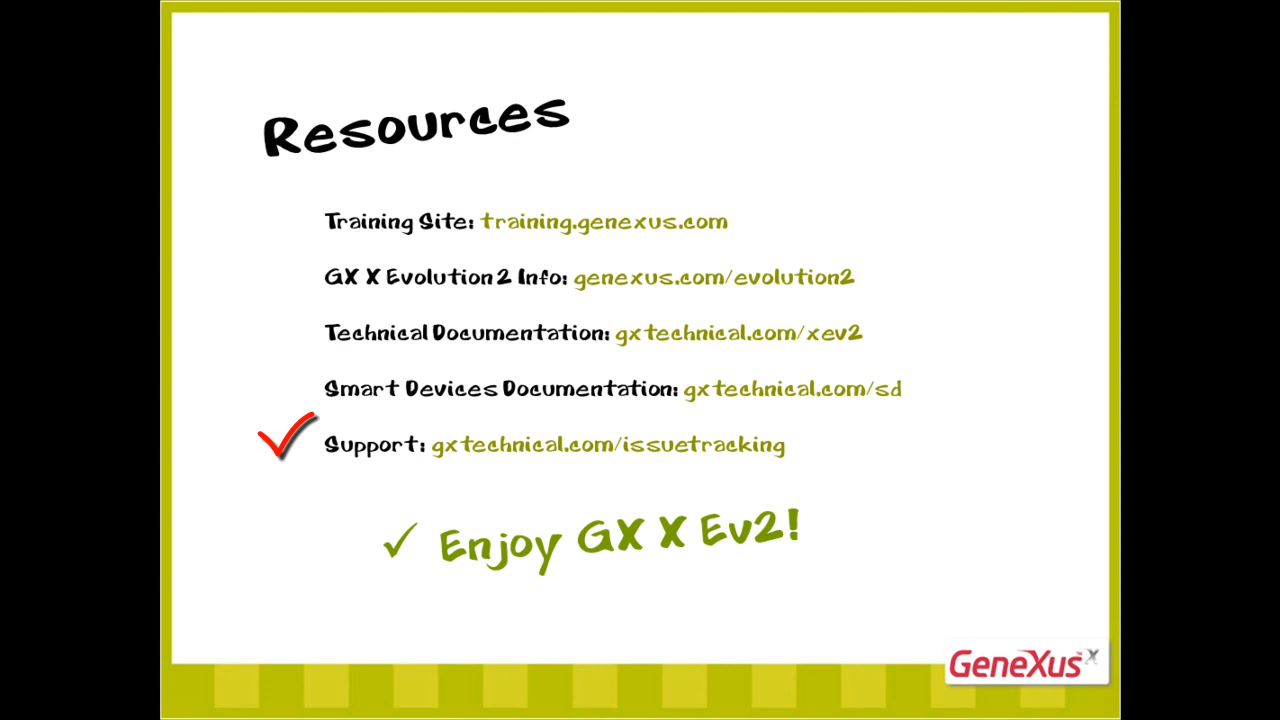 Resources
Training Site: training.genexus.com
GX X Evolution 2 Info: genexus.com/evolution2
Technical Documentation: gxtechnical.com/xev2
Smart Devices Documentation: gxtechnical.com/sd
Support: gxtechnical.com/issuetracking
✓ Enjoy GX X Ev2!
GeneXus™ X